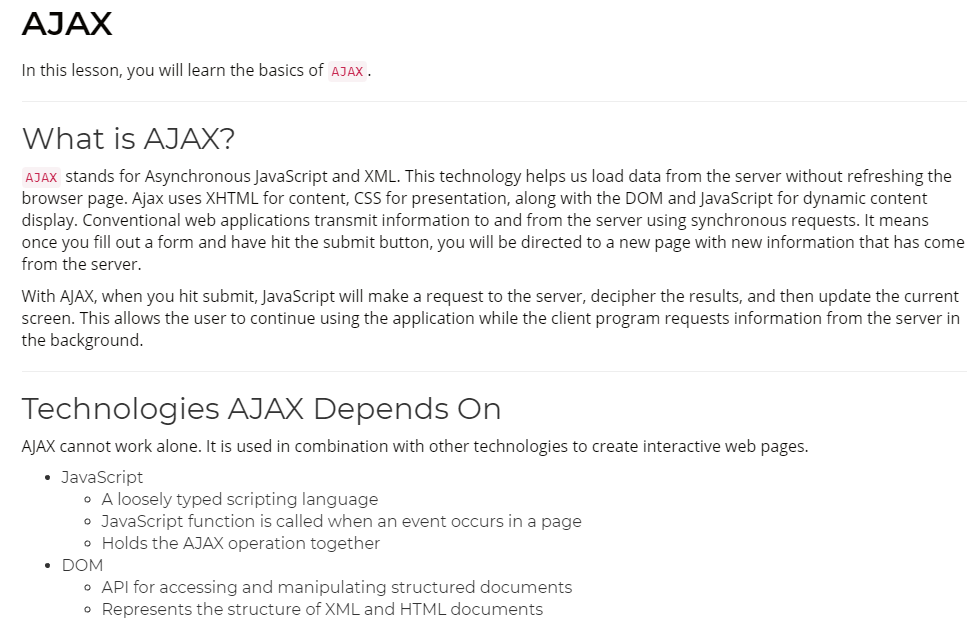 AJAX
In this lesson, you will learn the basics of AJAX.
What is AJAX?
AJAX stands for Asynchronous JavaScript and XML. This technology helps us load data from the server without refreshing the
browser page. Ajax uses XHTML for content, CSS for presentation, along with the DOM and JavaScript for dynamic content
display. Conventional web applications transmit information to and from the server using synchronous requests. It means
once you fill out a form and have hit the submit button, you will be directed to a new page with new information that has come
from the server.
With AJAX, when you hit submit, JavaScript will make a request to the server, decipher the results, and then update the current
screen. This allows the user to continue using the application while the client program requests information from the server in
the background.
Technologies AJAX Depends On
AJAX cannot work alone. It is used in combination with other technologies to create interactive web pages.
• JavaScript
◦ A loosely typed scripting language
◦ JavaScript function is called when an event occurs in a page
◦ Holds the AJAX operation together
• DOM
◦ API for accessing and manipulating structured documents
◦ Represents the structure of XML and HTML documents